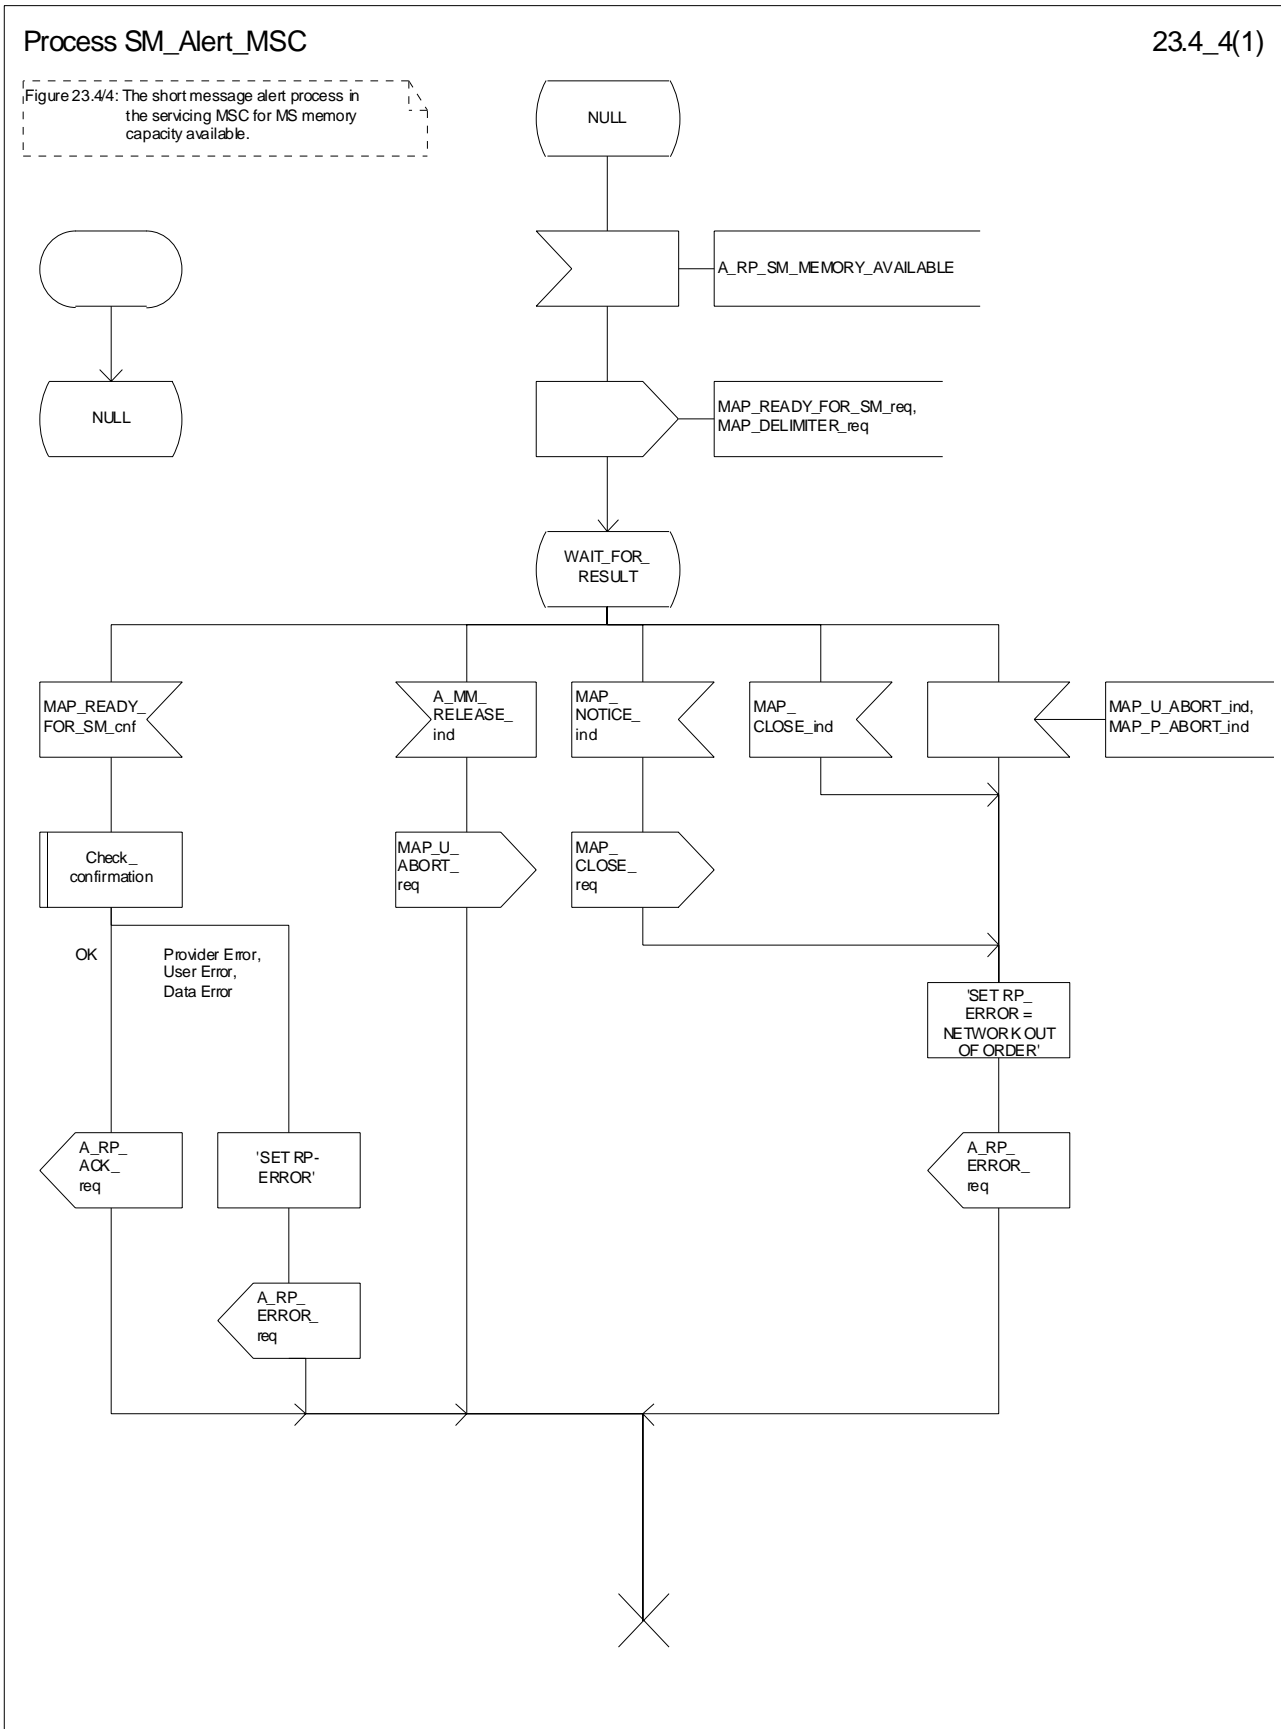 Process SM_Alert_MSC
23.4_4(1)
Figure 23.4/4: The short message alert process in
the servicing MSC for MS memory
capacity available.
NULL
A_RP_SM_MEMORY_AVAILABLE
NULL
MAP_READY_FOR_SM_req,
MAP_DELIMITER_req
WAIT_FOR_
RESULT
MAP_READY_
FOR_SM_cnf
A_MM_
RELEASE_
ind
MAP_
NOTICE_
ind
MAP_
CLOSE_ind
MAP_U_ABORT_ind,
MAP_P_ABORT_ind
Check_
confirmation
MAP_U_
ABORT_
req
MAP_
CLOSE_
req
OK
Provider Error,
User Error,
Data Error
'SET RP_
ERROR =
NETWORK OUT
OF ORDER'
A_RP_
ACK_
req
'SET RP-
ERROR'
A_RP_
ERROR_
req
A_RP_
ERROR_
req